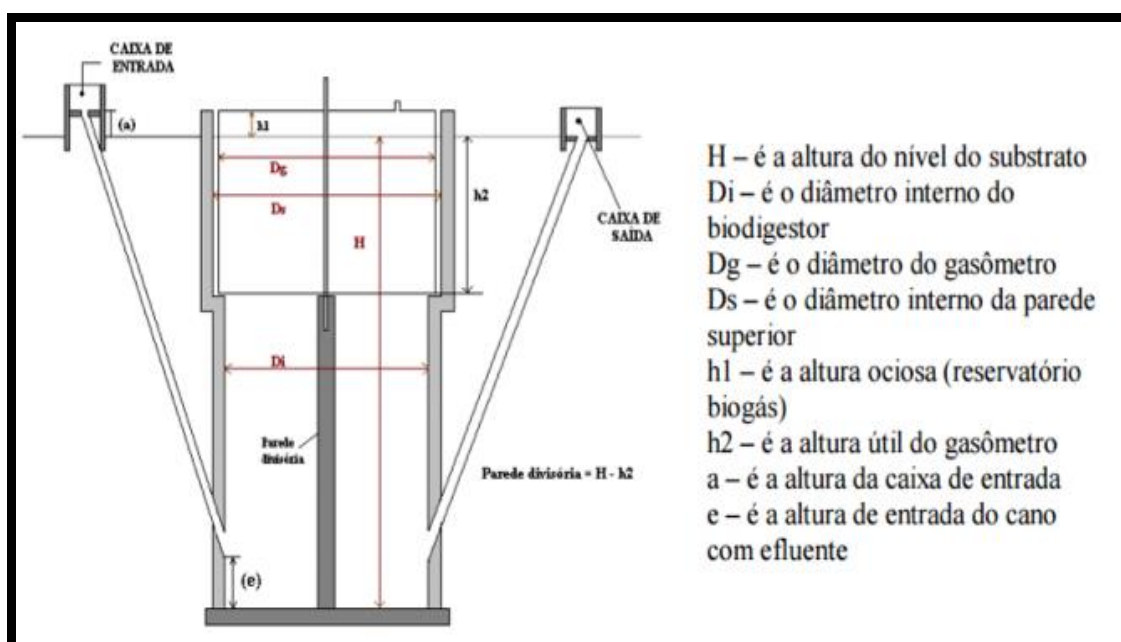 CAIXA DE
ENTRADA
(a)
h1
Dg
Ds
H
h2
CAIXA DE
SAÍDA
Di
Parede
divisória
Parede divisória = H - h2
(e)
H – é a altura do nível do substrato
Di – é o diâmetro interno do
biodigestor
Dg – é o diâmetro do gasômetro
Ds – é o diâmetro interno da parede
superior
h1 – é a altura ociosa (reservatório
biogás)
h2 – é a altura útil do gasômetro
a – é a altura da caixa de entrada
e – é a altura de entrada do cano
com efluente